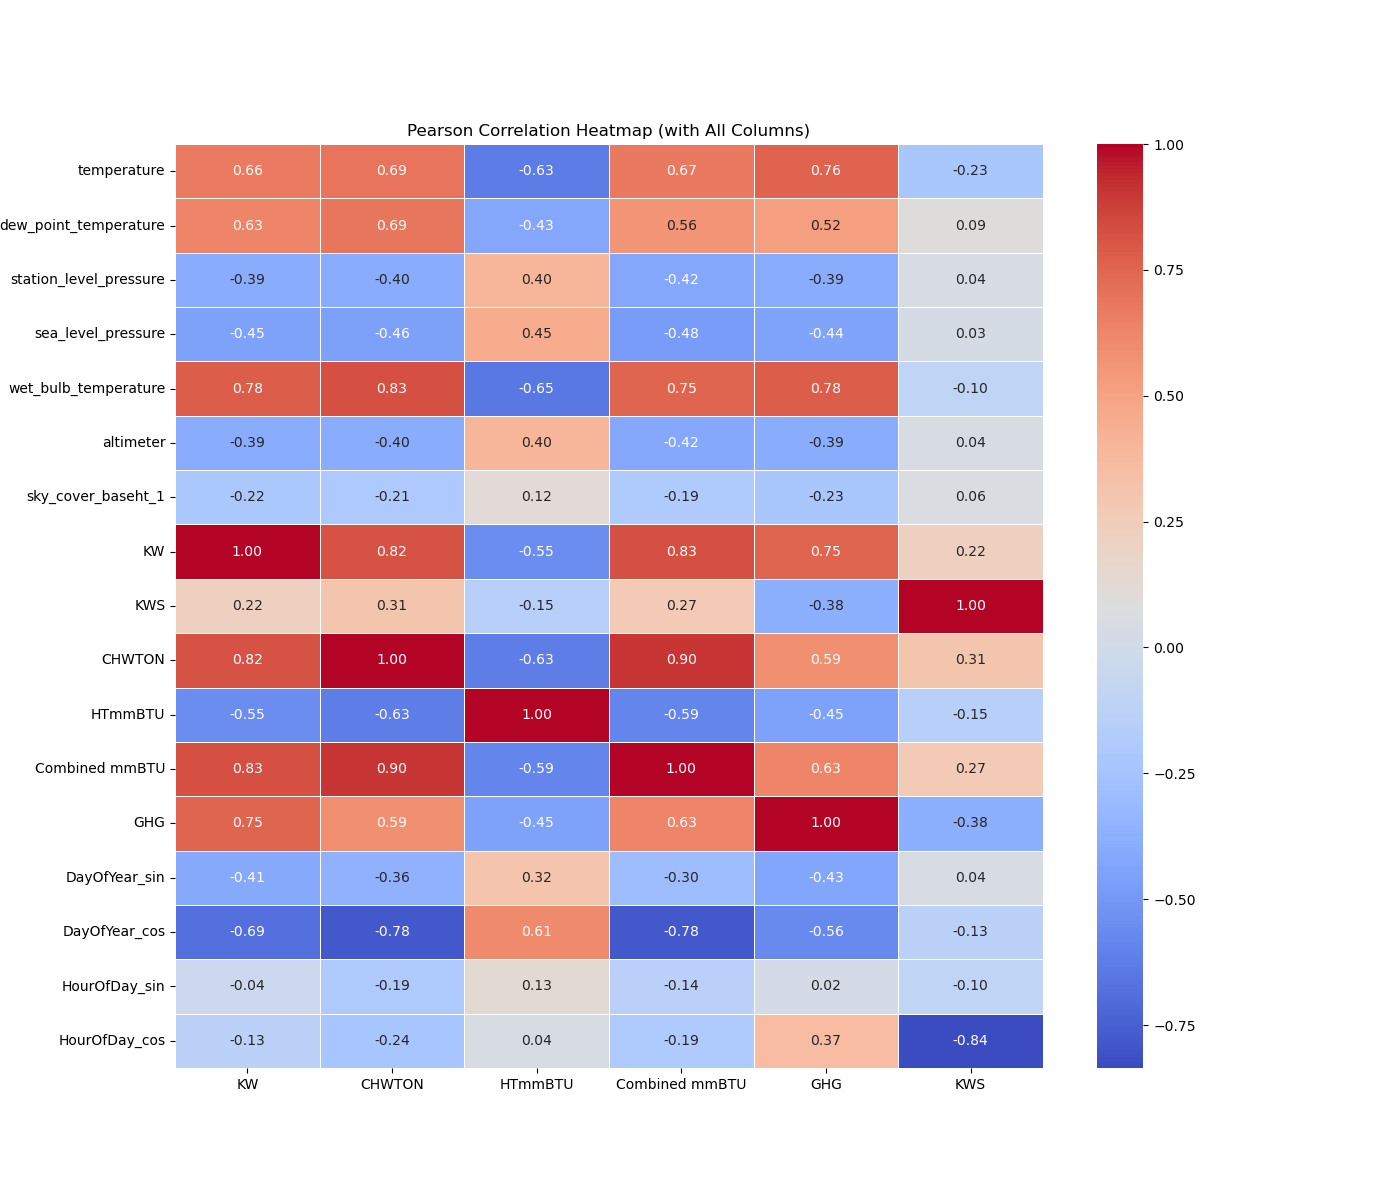 Pearson Correlation Heatmap (with All Columns)
temperature 0.66 0.69 -0.63 0.67 0.76 -0.23
dew_point_temperature 0.63 0.69 -0.43 0.56 0.52 0.09
station_level_pressure -0.39 -0.40 0.40 -0.42 -0.39 0.04
sea_level_pressure -0.45 -0.46 0.45 -0.48 -0.44 0.03
wet_bulb_temperature 0.78 0.83 -0.65 0.75 0.78 -0.10
altimeter -0.39 -0.40 0.40 -0.42 -0.39 0.04
sky_cover_baseht_1 -0.22 -0.21 0.12 -0.19 -0.23 0.06
KW 1.00 0.82 -0.55 0.83 0.75 0.22
KWS 0.22 0.31 -0.15 0.27 -0.38 1.00
CHWTON 0.82 1.00 -0.63 0.90 0.59 0.31
HTmmBTU -0.55 -0.63 1.00 -0.59 -0.45 -0.15
Combined mmBTU 0.83 0.90 -0.59 1.00 0.63 0.27
GHG 0.75 0.59 -0.45 0.63 1.00 -0.38
DayOfYear_sin -0.41 -0.36 0.32 -0.30 -0.43 0.04
DayOfYear_cos -0.69 -0.78 0.61 -0.78 -0.56 -0.13
HourOfDay_sin -0.04 -0.19 0.13 -0.14 0.02 -0.10
HourOfDay_cos -0.13 -0.24 0.04 -0.19 0.37 -0.84
KW CHWTON HTmmBTU Combined mmBTU GHG KWS
1.00
0.75
0.50
0.25
0.00
−0.25
−0.50
−0.75